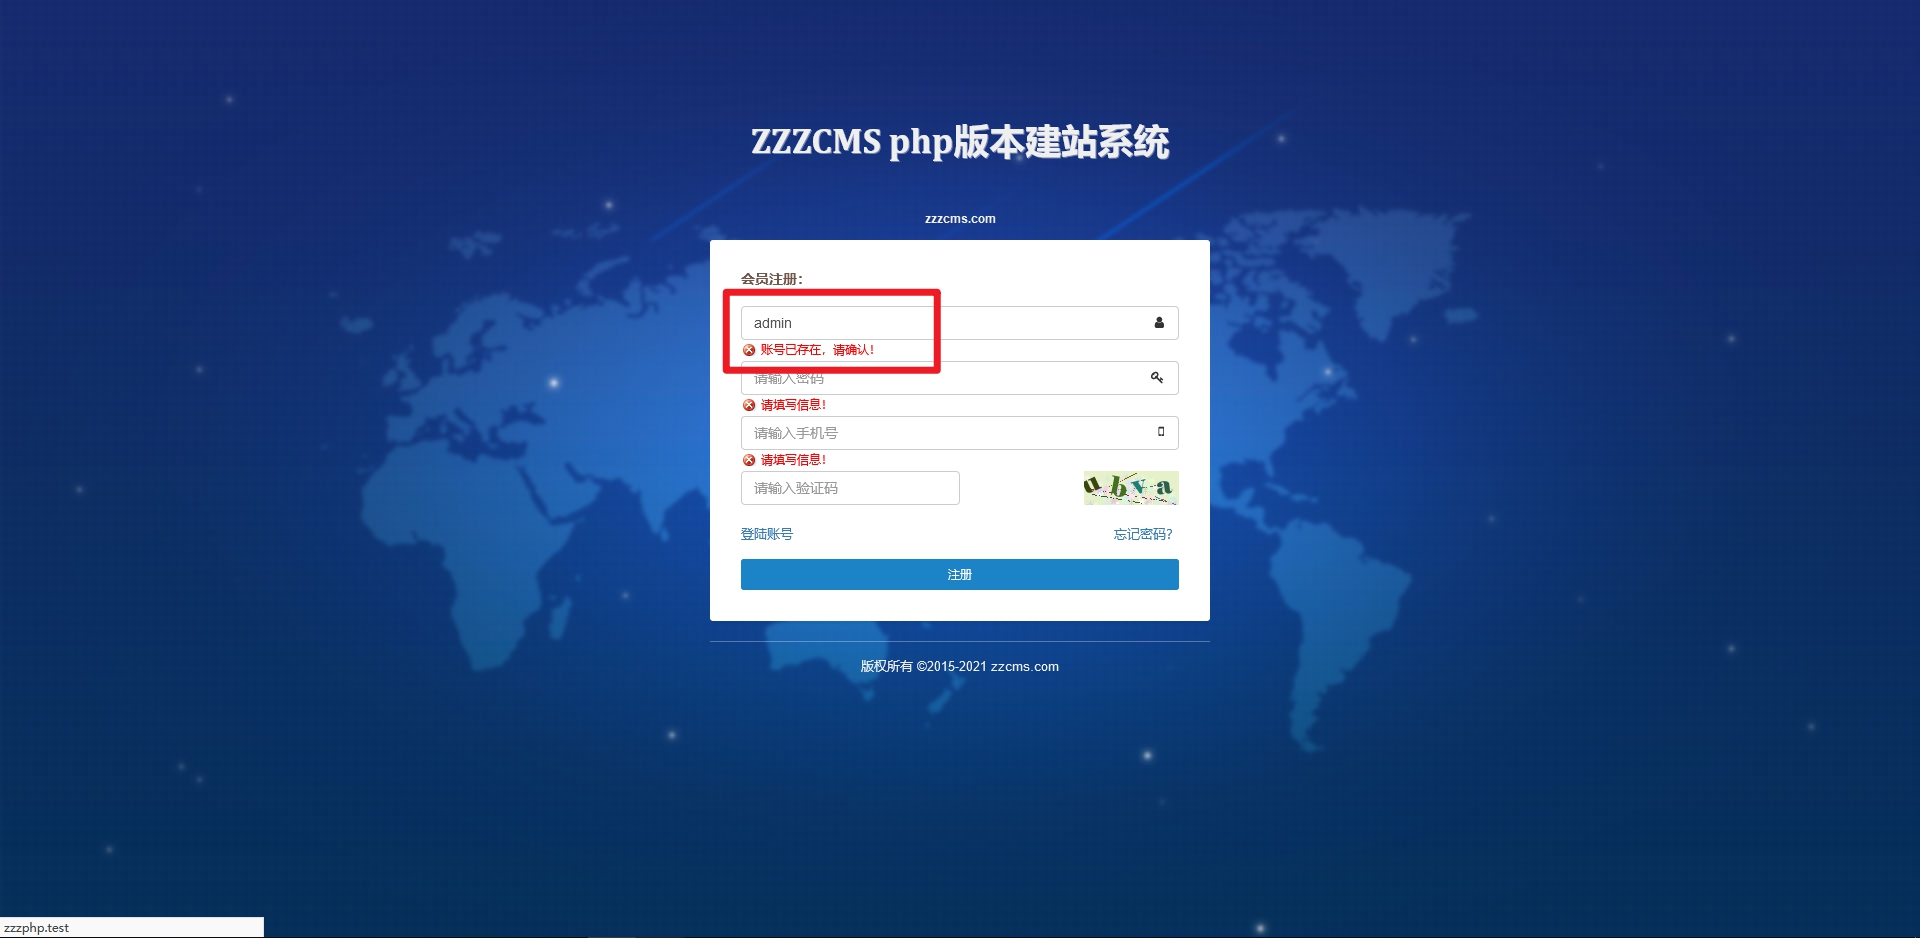 ZZZCMS php版本建站系统
zzzcms.com
会员注册：
admin
账号已存在，请确认！
请输入密码
请填写信息！
请输入手机号
请填写信息！
请输入验证码
ubva
登陆账号
忘记密码？
注册
版权所有 ©2015-2021 zzcms.com
zzzphp.test